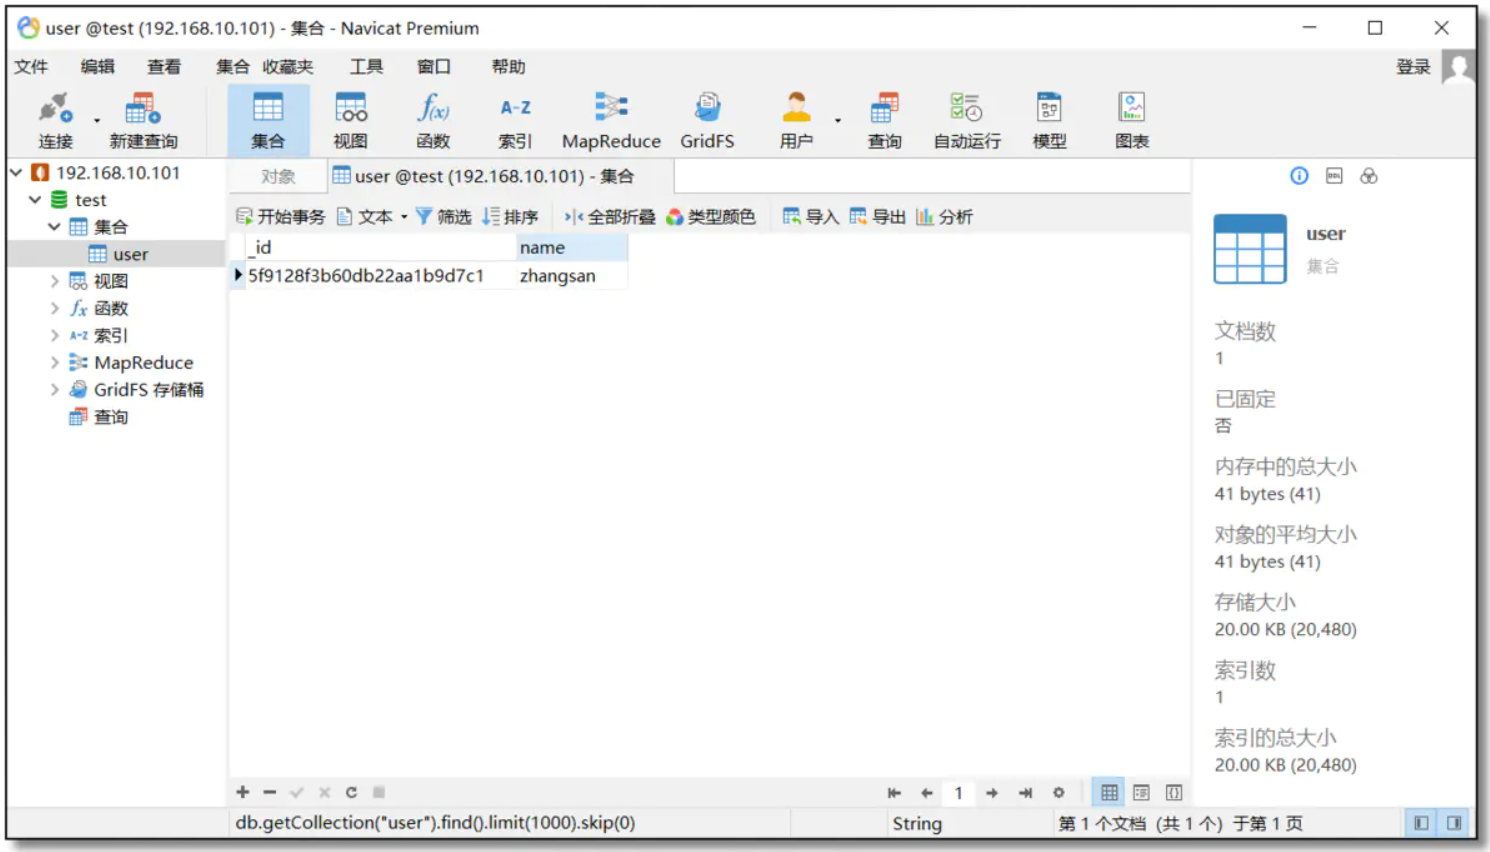 user @test (192.168.10.101) - 集合 - Navicat Premium
文件 编辑 查看 集合 收藏夹 工具 窗口 帮助 登录
连接 新建查询 集合 视图 函数 索引 MapReduce GridFS 用户 查询 自动运行 模型 图表
f(x) A-Z
192.168.10.101
test
集合
user
视图
fx 函数
A-Z 索引
MapReduce
GridFS 存储桶
查询
对象 user @test (192.168.10.101) - 集合
开始事务 文本 筛选 排序 全部折叠 类型颜色 导入 导出 分析
_id name
5f9128f3b60db22aa1b9d7c1 zhangsan
user
集合
文档数
1
已固定
否
内存中的总大小
41 bytes (41)
对象的平均大小
41 bytes (41)
存储大小
20.00 KB (20,480)
索引数
1
索引的总大小
20.00 KB (20,480)
1
db.getCollection("user").find().limit(1000).skip(0) String 第 1 个文档 (共 1 个) 于第 1 页